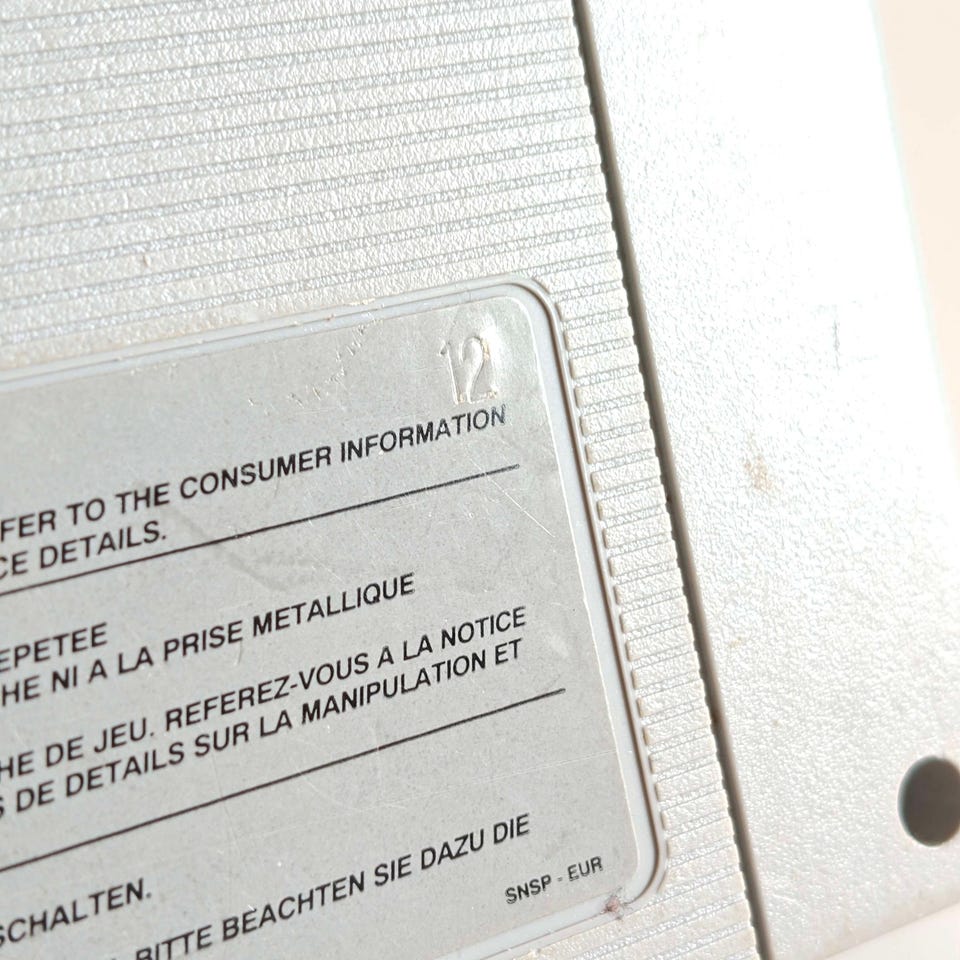 12
FER TO THE CONSUMER INFORMATION
CE DETAILS.
EPETEE
HE NI A LA PRISE METALLIQUE
HE DE JEU. REFEREZ-VOUS A LA NOTICE
S DE DETAILS SUR LA MANIPULATION ET
SCHALTEN.
BITTE BEACHTEN SIE DAZU DIE
SNSP - EUR